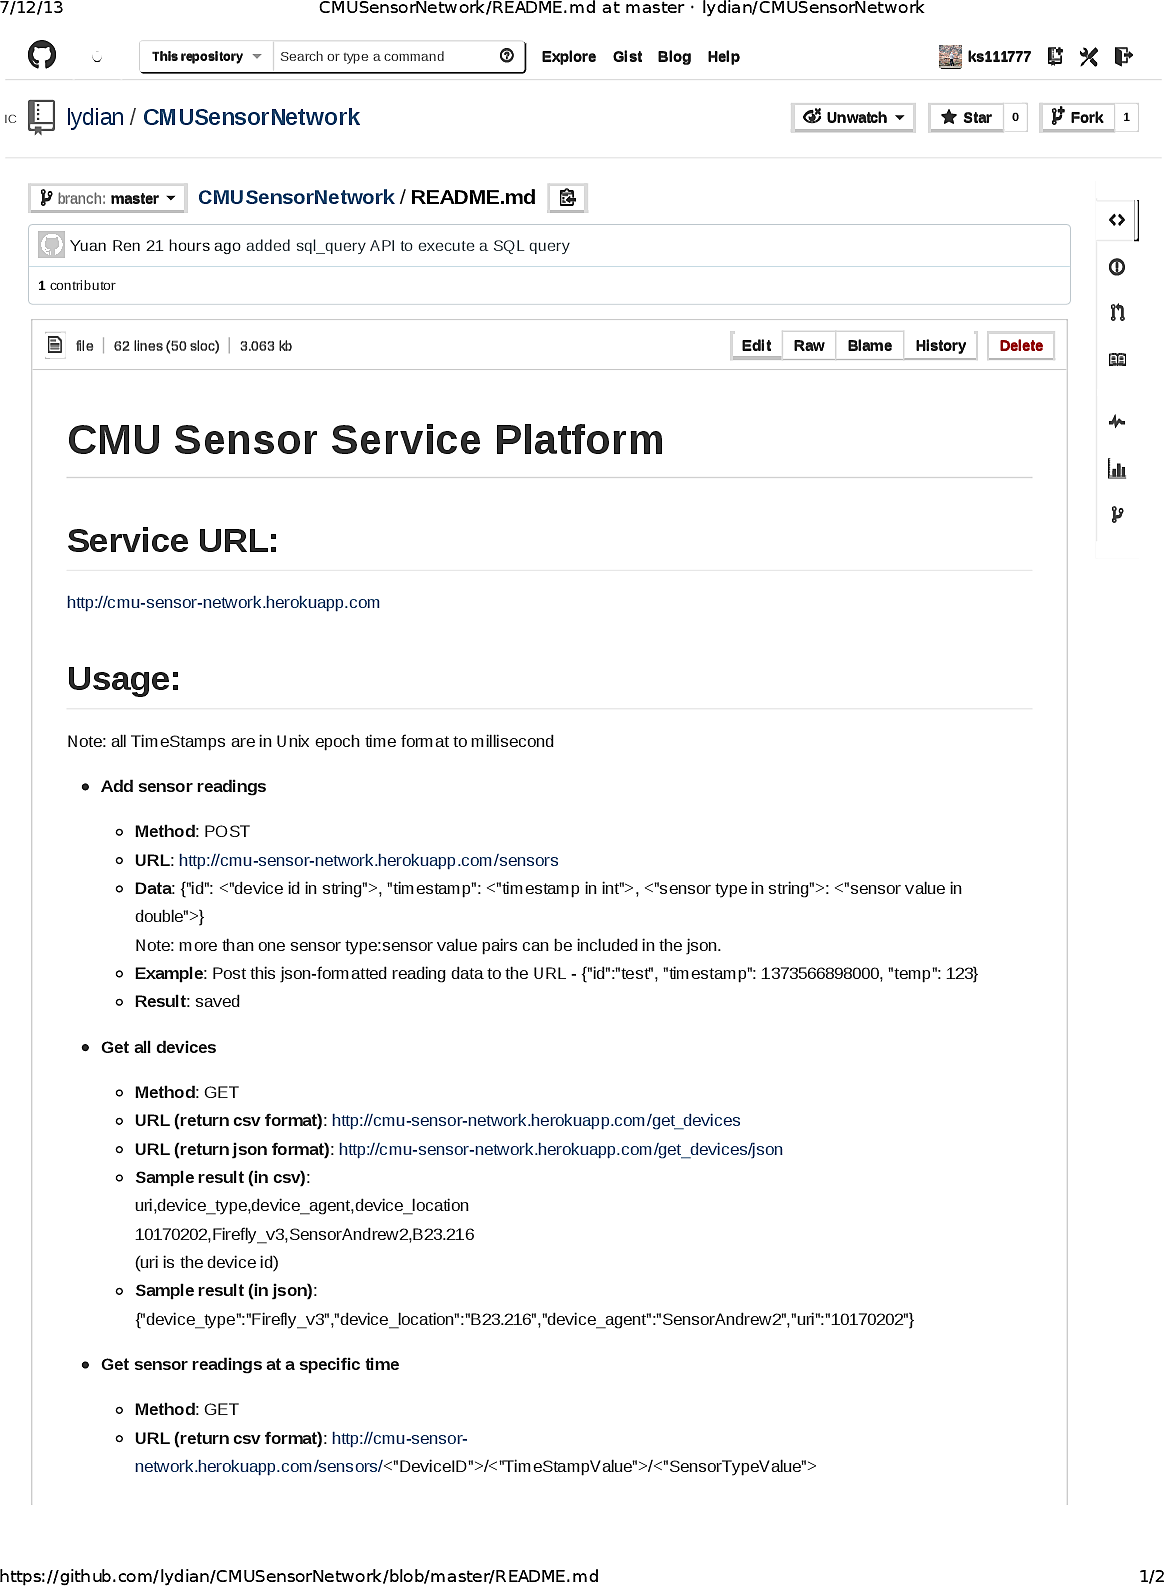 7/12/13 CMUSensorNetwork/README.md at master · lydian/CMUSensorNetwork
This repository Search or type a command Explore Gist Blog Help ks111777
IC lydian / CMUSensorNetwork Unwatch Star 0 Fork 1
branch: master CMUSensorNetwork / README.md
Yuan Ren 21 hours ago added sql_query API to execute a SQL query
1 contributor
file 62 lines (50 sloc) 3.063 kb Edit Raw Blame History Delete
CMU Sensor Service Platform
Service URL:
http://cmu-sensor-network.herokuapp.com
Usage:
Note: all TimeStamps are in Unix epoch time format to millisecond
• Add sensor readings
◦ Method: POST
◦ URL: http://cmu-sensor-network.herokuapp.com/sensors
◦ Data: {"id": <"device id in string">, "timestamp": <"timestamp in int">, <"sensor type in string">: <"sensor value in
double">}
Note: more than one sensor type:sensor value pairs can be included in the json.
◦ Example: Post this json-formatted reading data to the URL - {"id":"test", "timestamp": 1373566898000, "temp": 123}
◦ Result: saved
• Get all devices
◦ Method: GET
◦ URL (return csv format): http://cmu-sensor-network.herokuapp.com/get_devices
◦ URL (return json format): http://cmu-sensor-network.herokuapp.com/get_devices/json
◦ Sample result (in csv):
uri,device_type,device_agent,device_location
10170202,Firefly_v3,SensorAndrew2,B23.216
(uri is the device id)
◦ Sample result (in json):
{"device_type":"Firefly_v3","device_location":"B23.216","device_agent":"SensorAndrew2","uri":"10170202"}
• Get sensor readings at a specific time
◦ Method: GET
◦ URL (return csv format): http://cmu-sensor-
network.herokuapp.com/sensors/<"DeviceID">/<"TimeStampValue">/<"SensorTypeValue">
https://github.com/lydian/CMUSensorNetwork/blob/master/README.md 1/2